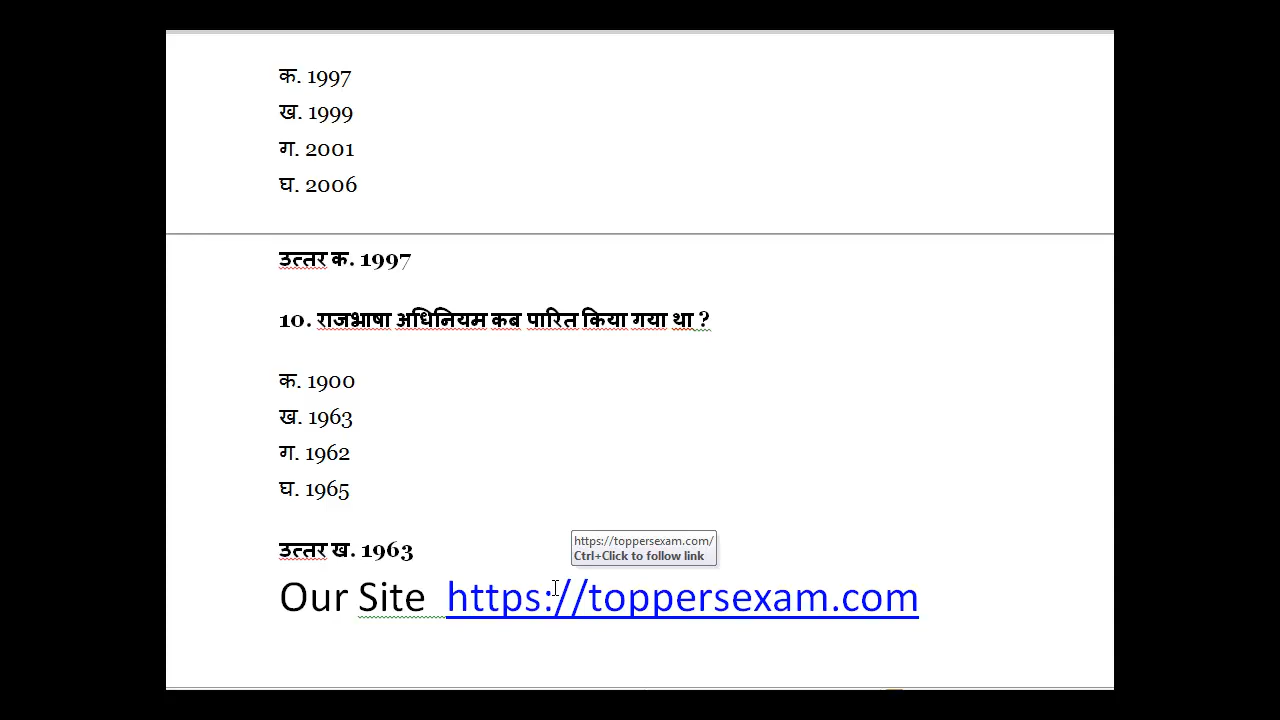 क. 1997
ख. 1999
ग. 2001
घ. 2006
उत्तर क. 1997
10. राजभाषा अधिनियम कब पारित किया गया था ?
क. 1900
ख. 1963
ग. 1962
घ. 1965
उत्तर ख. 1963
https://toppersexam.com/
Ctrl+Click to follow link
Our Site https://toppersexam.com